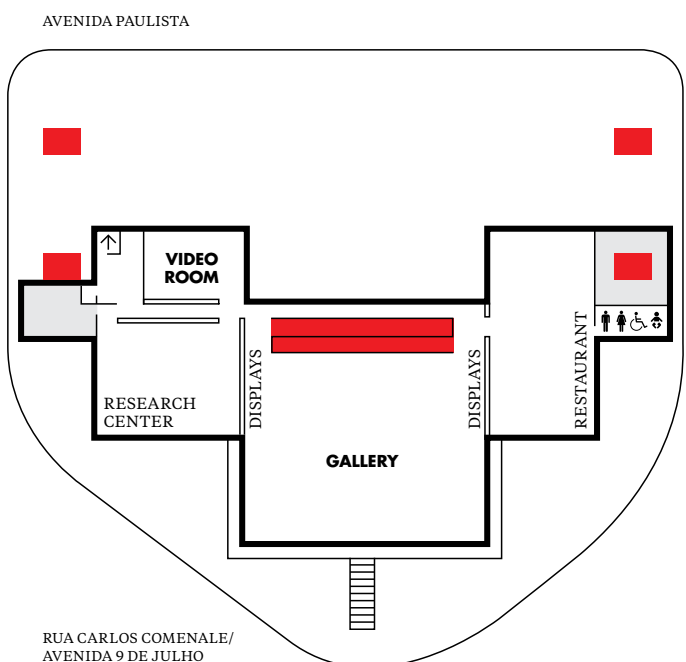 AVENIDA PAULISTA
VIDEO
ROOM
RESEARCH
CENTER
DISPLAYS
DISPLAYS
RESTAURANT
GALLERY
RUA CARLOS COMENALE/
AVENIDA 9 DE JULHO